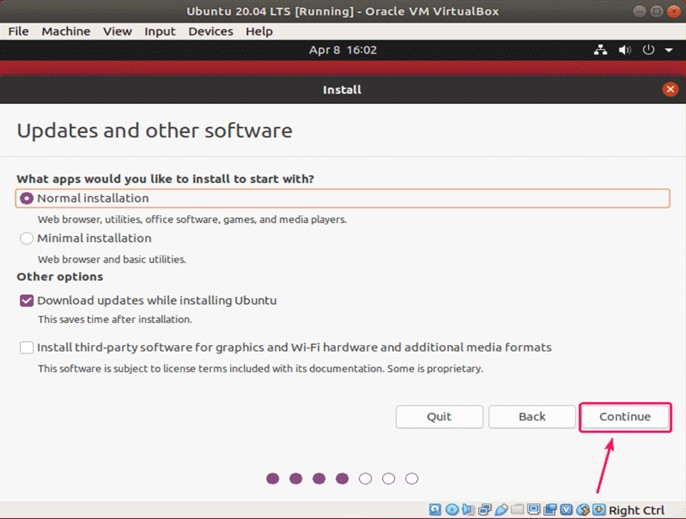 Ubuntu 20.04 LTS [Running] - Oracle VM VirtualBox
File Machine View Input Devices Help
Apr 8 16:02
Install
Updates and other software
What apps would you like to install to start with?
Normal installation
Web browser, utilities, office software, games, and media players.
Minimal installation
Web browser and basic utilities.
Other options
Download updates while installing Ubuntu
This saves time after installation.
Install third-party software for graphics and Wi-Fi hardware and additional media formats
This software is subject to license terms included with its documentation. Some is proprietary.
Quit Back Continue
Right Ctrl